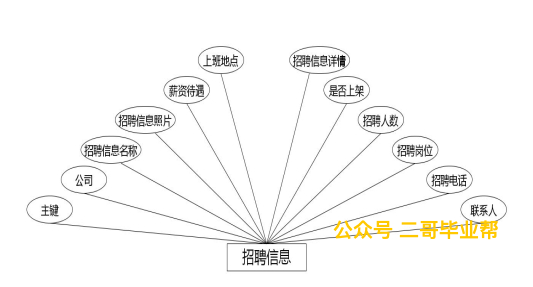 上班地点
招聘信息详情
薪资待遇
是否上架
招聘信息照片
招聘人数
招聘信息名称
招聘岗位
公司
招聘电话
主键
联系人
公众号 二哥毕业帮
招聘信息